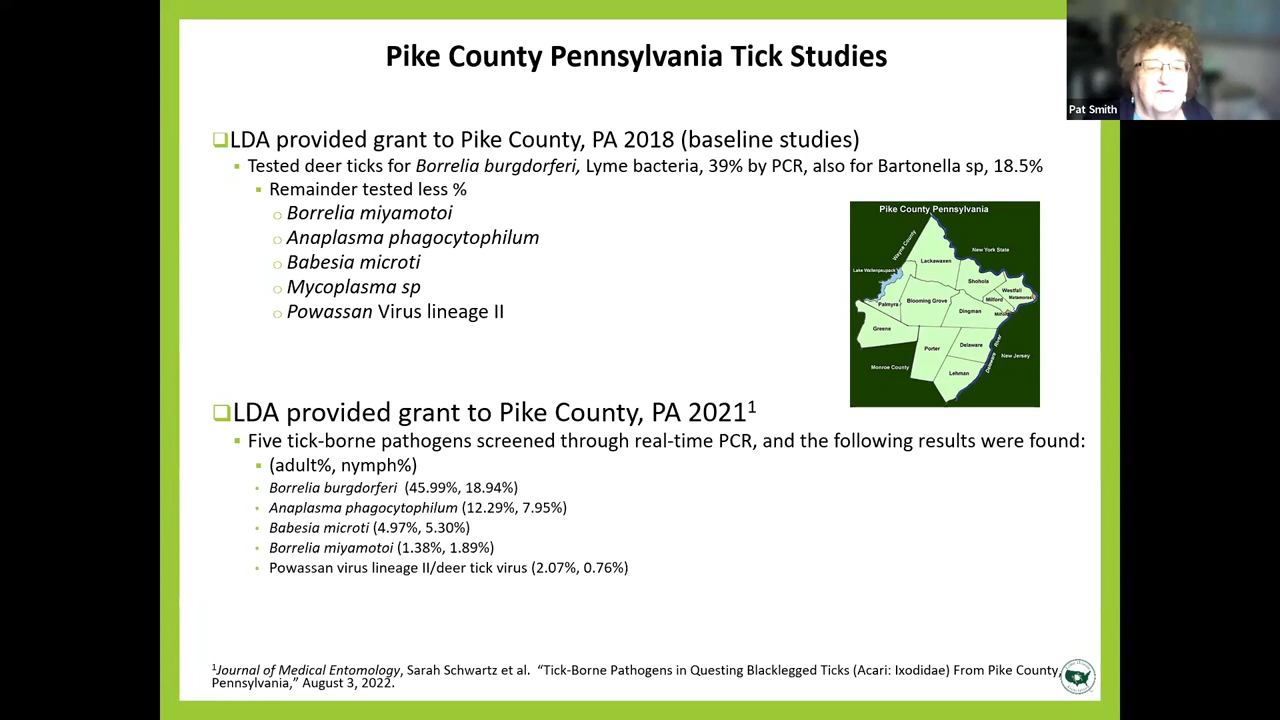 Pike County Pennsylvania Tick Studies
Pat Smith
LDA provided grant to Pike County, PA 2018 (baseline studies)
Tested deer ticks for Borrelia burgdorferi, Lyme bacteria, 39% by PCR, also for Bartonella sp, 18.5%
Remainder tested less %
Borrelia miyamotoi
Anaplasma phagocytophilum
Babesia microti
Mycoplasma sp
Powassan Virus lineage II
Pike County Pennsylvania
Wayne County
New York State
Lackawaxen
Lake Wallenpaupack
Shohola
Westfall
Matamoras
Milford
Palmyra
Blooming Grove
Dingman
Milford
Greene
Porter
Delaware
Delaware River
New Jersey
Monroe County
Lehman
LDA provided grant to Pike County, PA 2021¹
Five tick-borne pathogens screened through real-time PCR, and the following results were found:
(adult%, nymph%)
Borrelia burgdorferi (45.99%, 18.94%)
Anaplasma phagocytophilum (12.29%, 7.95%)
Babesia microti (4.97%, 5.30%)
Borrelia miyamotoi (1.38%, 1.89%)
Powassan virus lineage II/deer tick virus (2.07%, 0.76%)
¹Journal of Medical Entomology, Sarah Schwartz et al. “Tick-Borne Pathogens in Questing Blacklegged Ticks (Acari: Ixodidae) From Pike County,
Pennsylvania,” August 3, 2022.